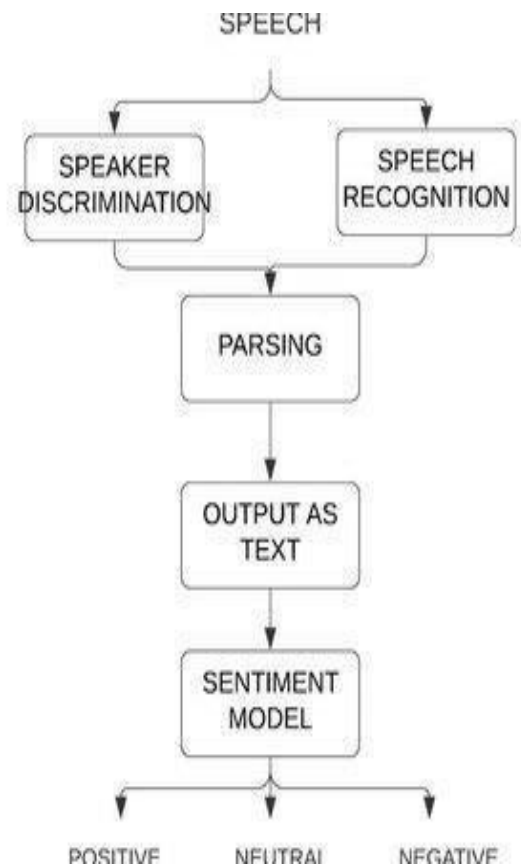 SPEECH
SPEAKER
DISCRIMINATION
SPEECH
RECOGNITION
PARSING
OUTPUT AS
TEXT
SENTIMENT
MODEL
POSITIVE NEUTRAL NEGATIVE